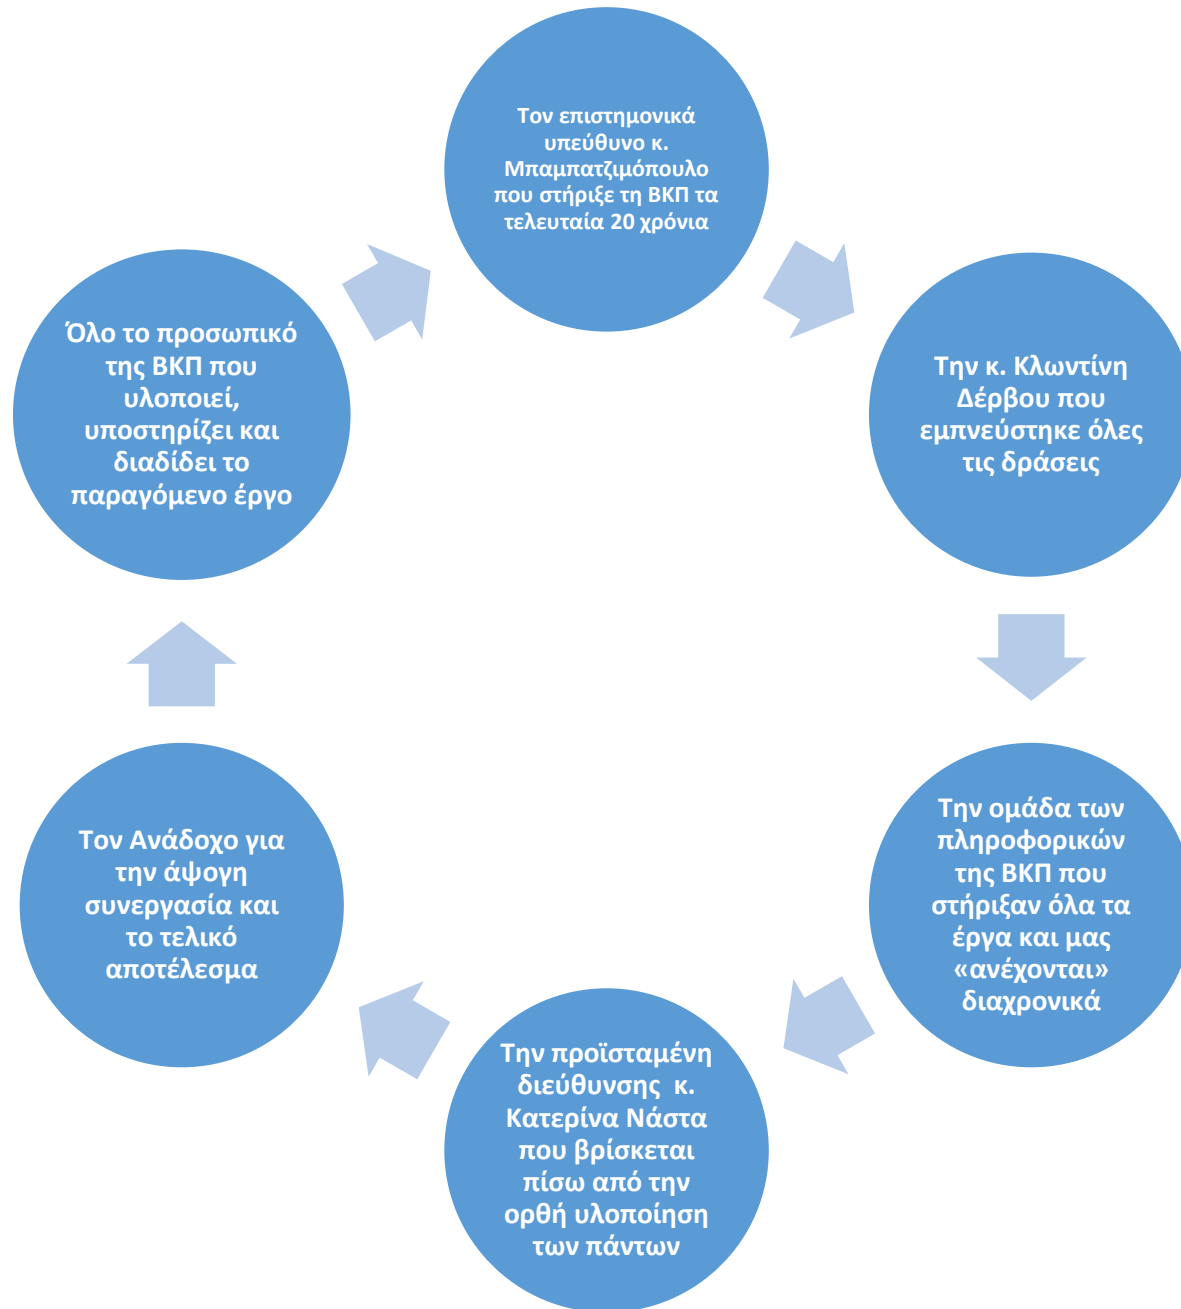 Τον επιστημονικά
υπεύθυνο κ.
Μπαμπατζιμόπουλο
που στήριξε τη ΒΚΠ τα
τελευταία 20 χρόνια
Την κ. Κλωντίνη
Δέρβου που
εμπνεύστηκε όλες
τις δράσεις
Την ομάδα των
πληροφορικών
της ΒΚΠ που
στήριξαν όλα τα
έργα και μας
«ανέχονται»
διαχρονικά
Την προϊσταμένη
διεύθυνσης  κ.
Κατερίνα Νάστα
που βρίσκεται
πίσω από την
ορθή υλοποίηση
των πάντων
Τον Ανάδοχο για
την άψογη
συνεργασία και
το τελικό
αποτέλεσμα
Όλο το προσωπικό
της ΒΚΠ που
υλοποιεί,
υποστηρίζει και
διαδίδει το
παραγόμενο έργο